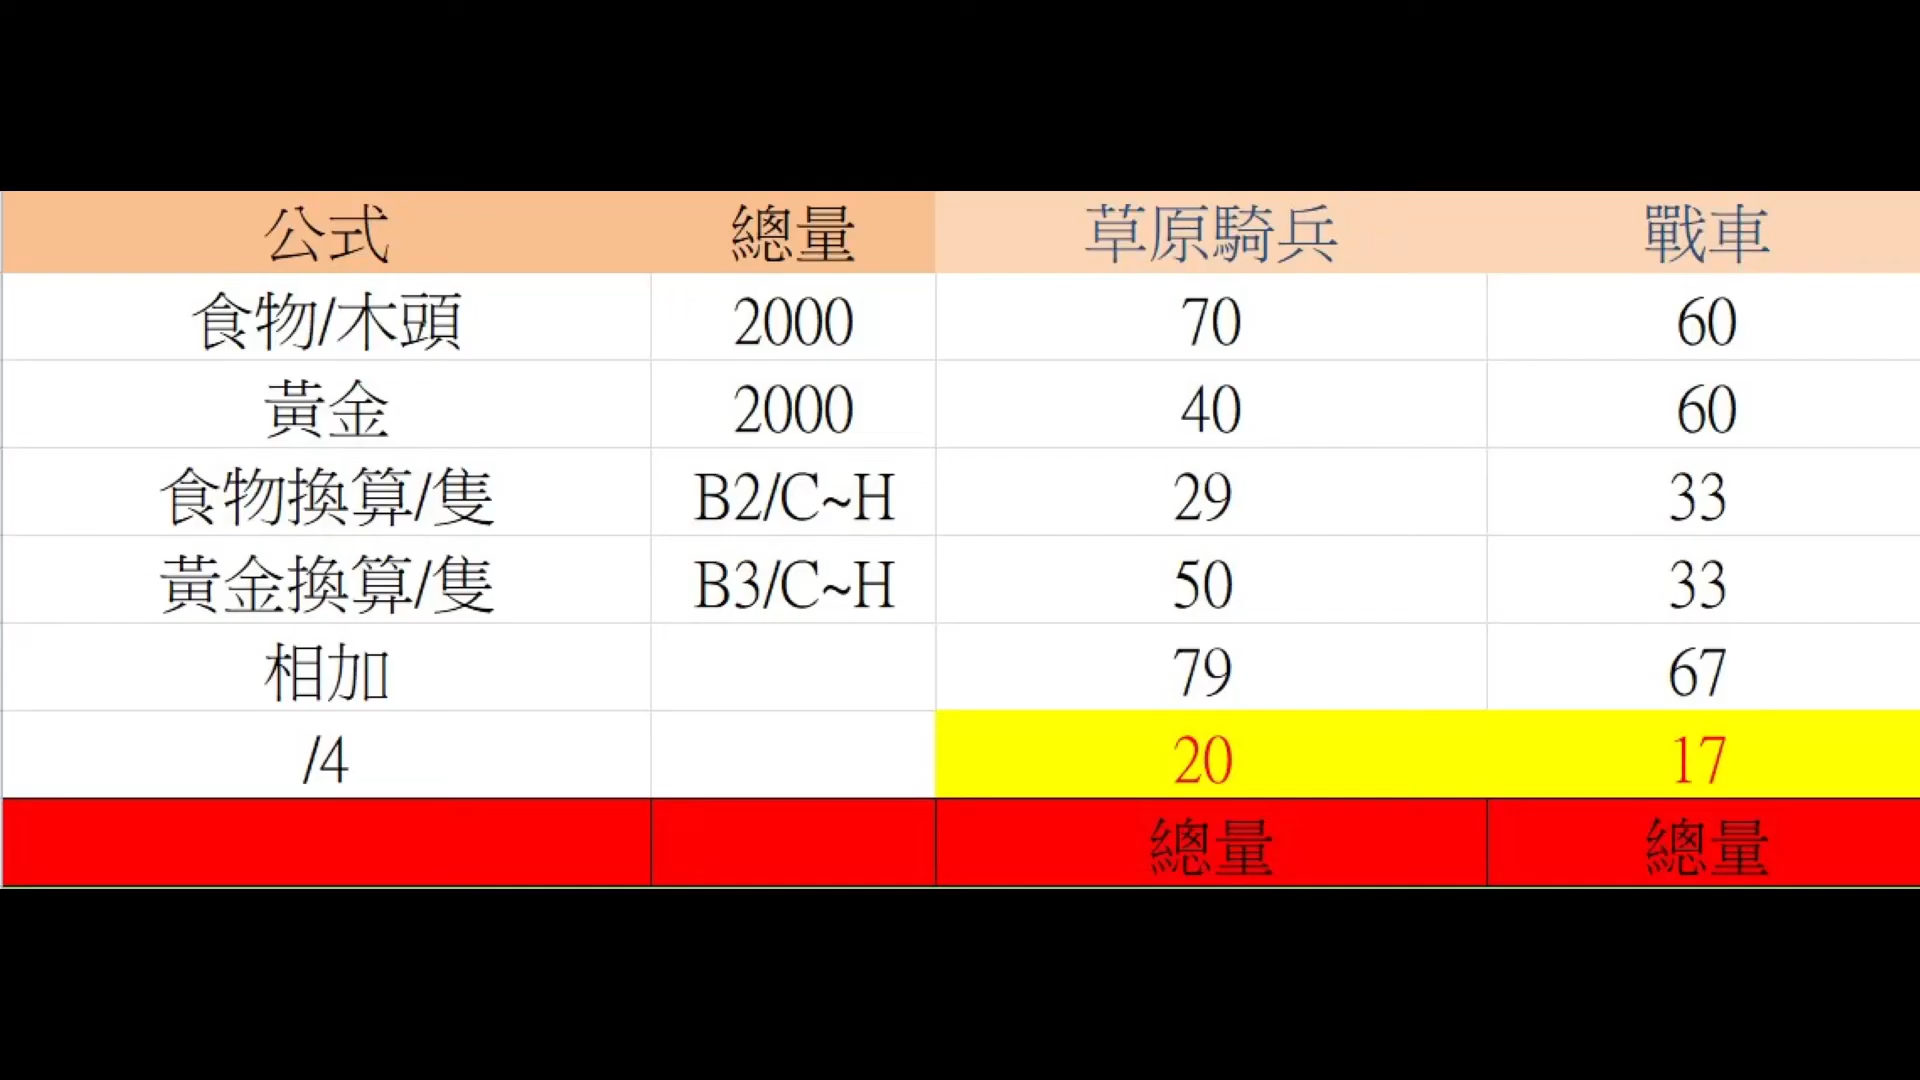 公式 總量 草原騎兵 戰車
食物/木頭 2000 70 60
黃金 2000 40 60
食物換算/隻 B2/C~H 29 33
黃金換算/隻 B3/C~H 50 33
相加 79 67
/4 20 17
總量 總量